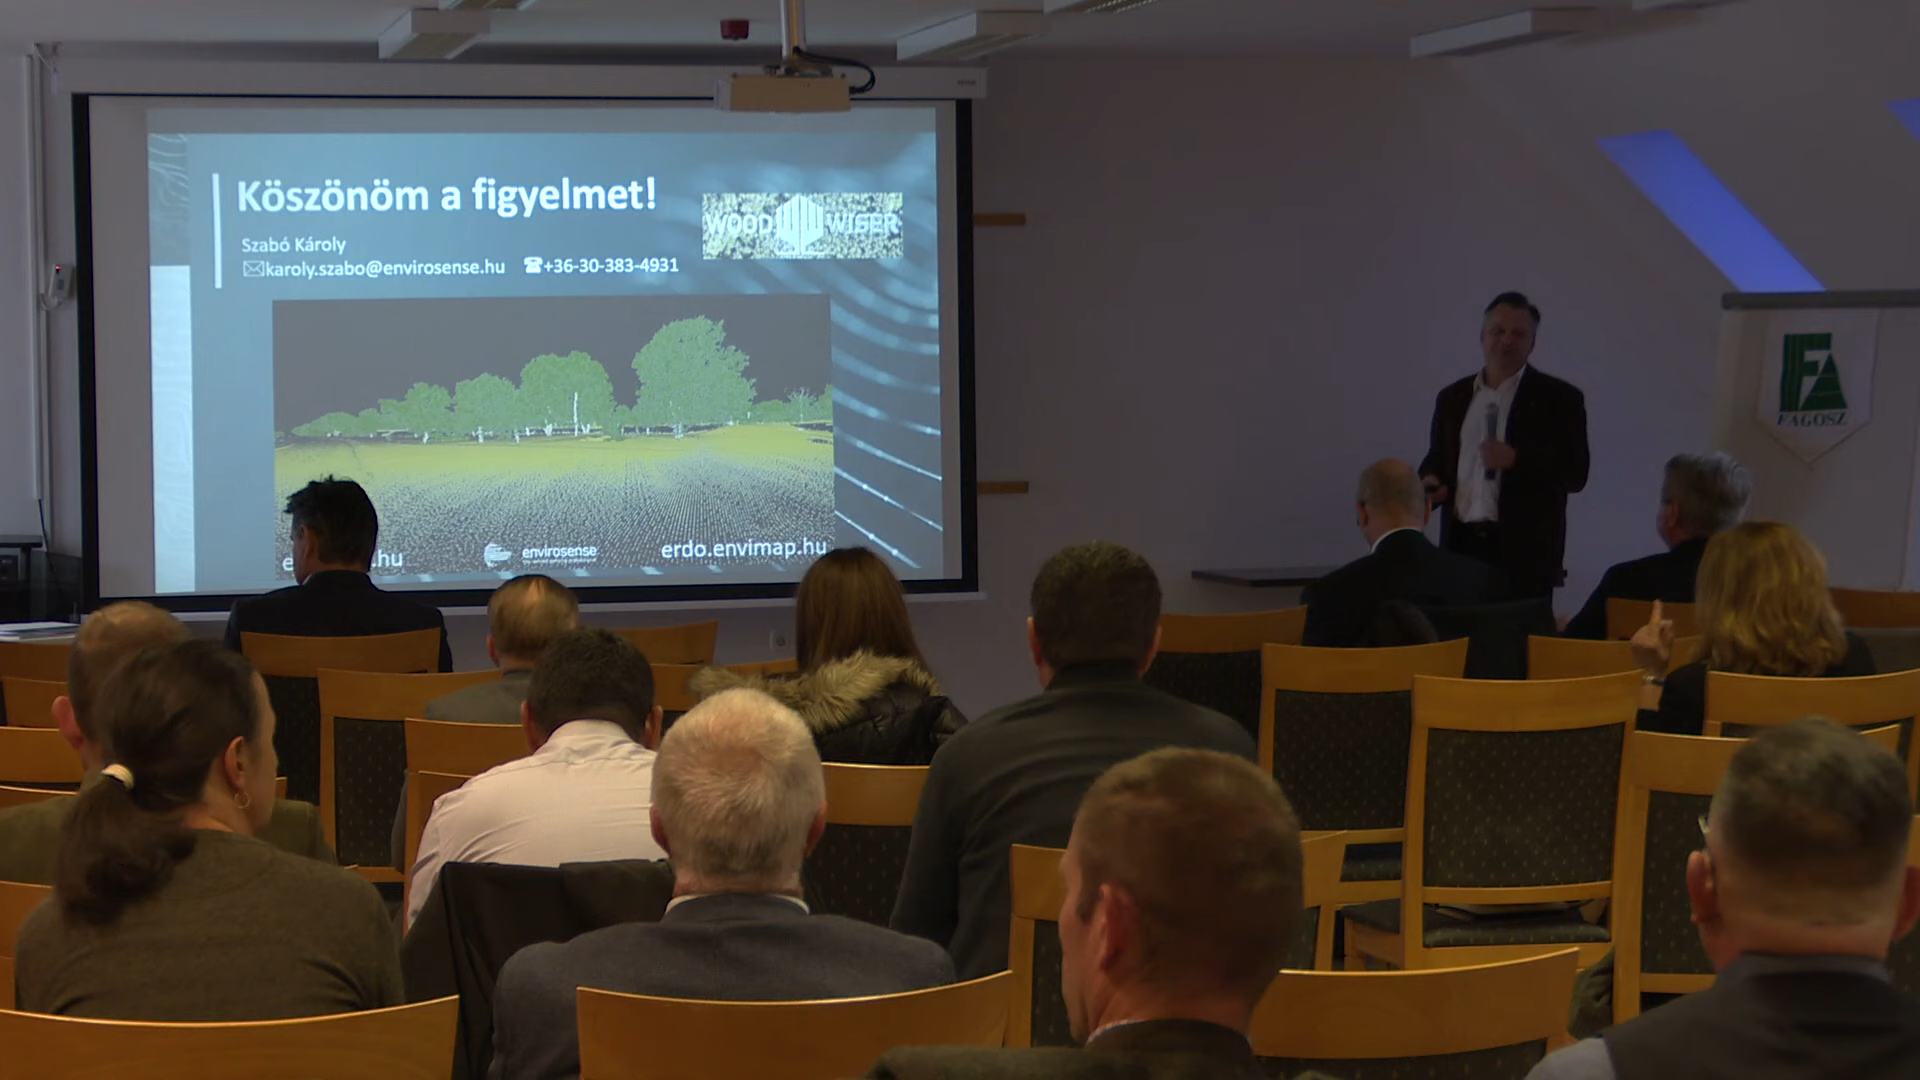 Köszönöm a figyelmet!
WOOD WISER
Szabó Károly
karoly.szabo@envirosense.hu +36-30-383-4931
envirosense
erdo.envimap.hu
FAGOSZ